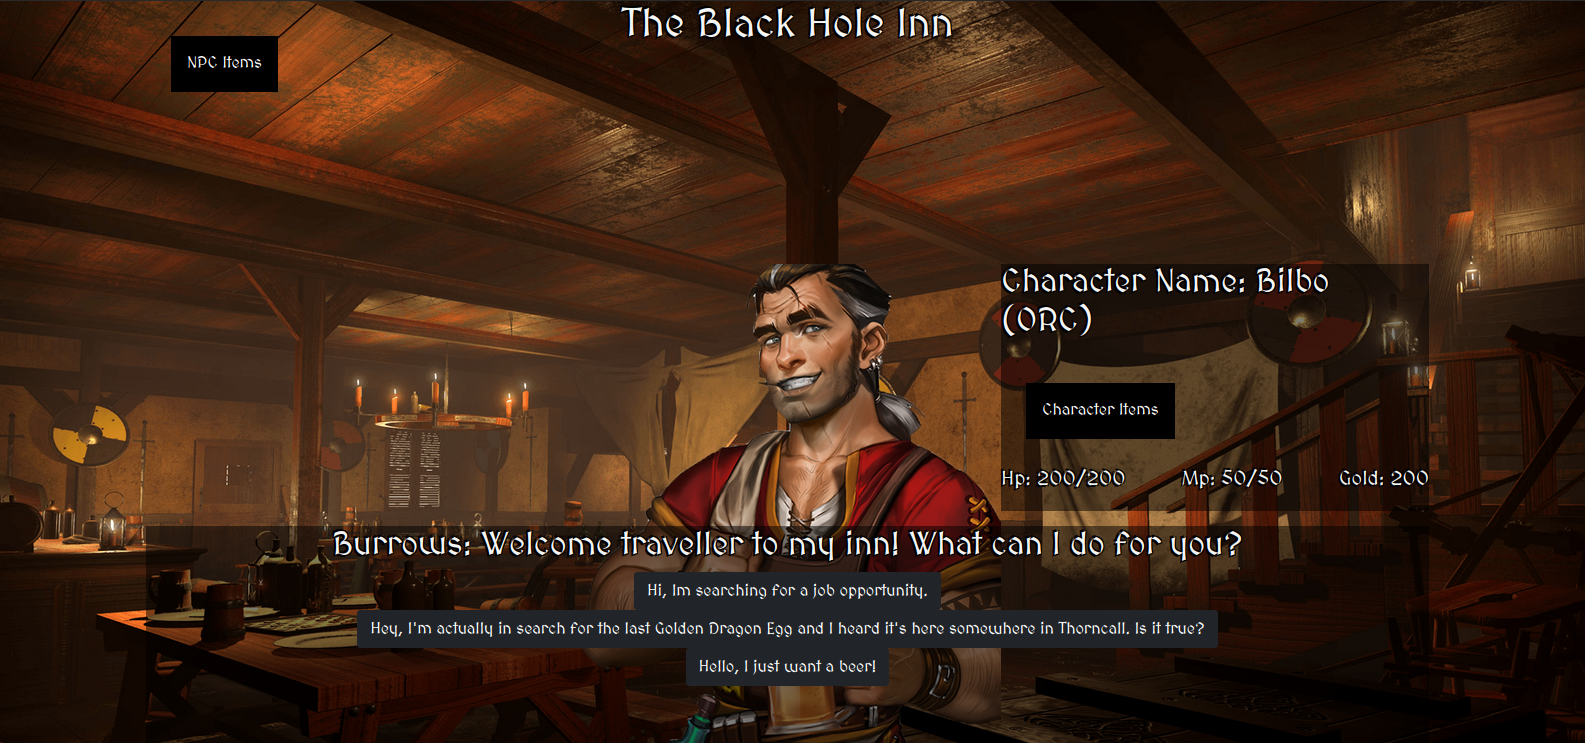 The Black Hole Inn
NPC Items
Character Name: Bilbo
(ORC)
Character Items
Hp: 200/200 Mp: 50/50 Gold: 200
Burrows: Welcome traveller to my inn! What can I do for you?
Hi, Im searching for a job opportunity.
Hey, I'm actually in search for the last Golden Dragon Egg and I heard it's here somewhere in Thorncall. Is it true?
Hello, I just want a beer!